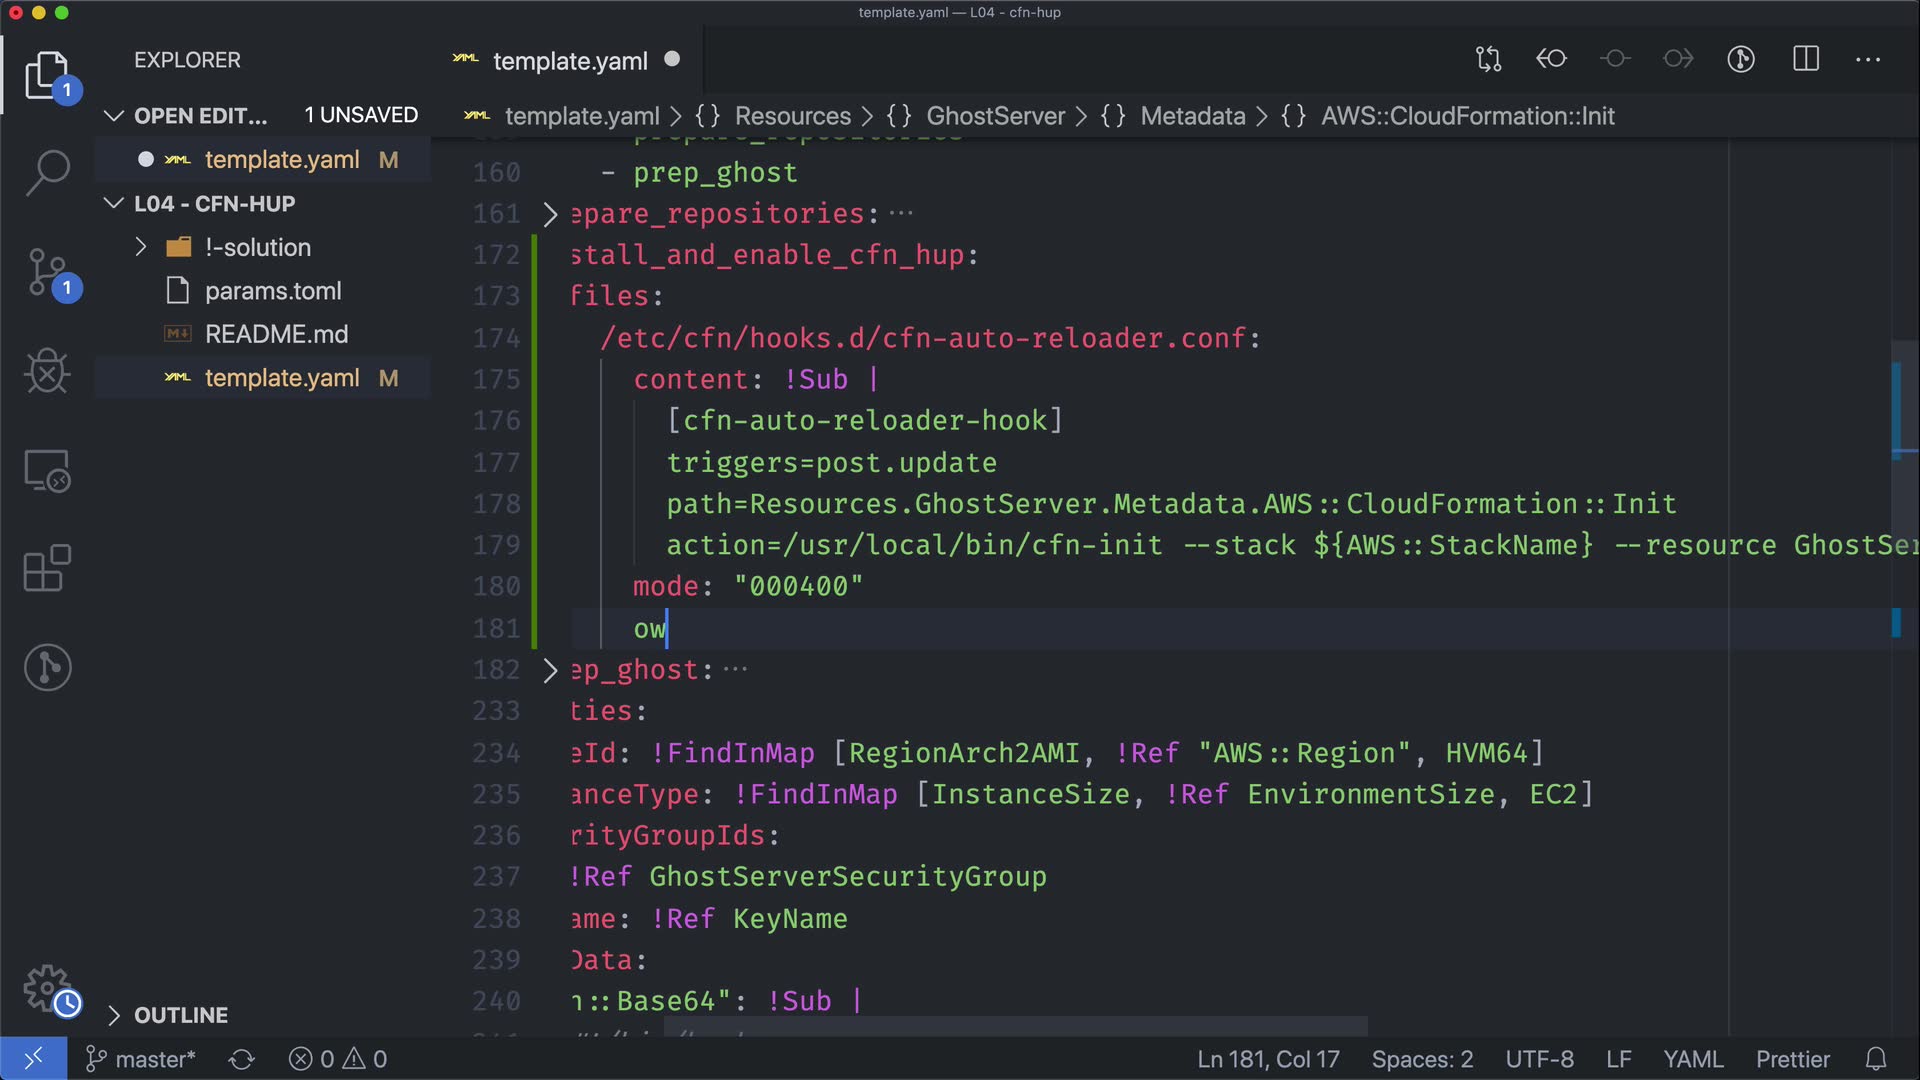 template.yaml — L04 - cfn-hup
EXPLORER
1
OPEN EDIT... 1 UNSAVED
template.yaml M
L04 - CFN-HUP
!-solution
params.toml
README.md
template.yaml M
1
OUTLINE
template.yaml
template.yaml > {} Resources > {} GhostServer > {} Metadata > {} AWS::CloudFormation::Init
160 - prep_ghost
161 epare_repositories: ...
172 stall_and_enable_cfn_hup:
173 files:
174 /etc/cfn/hooks.d/cfn-auto-reloader.conf:
175 content: !Sub |
176 [cfn-auto-reloader-hook]
177 triggers=post.update
178 path=Resources.GhostServer.Metadata.AWS::CloudFormation::Init
179 action=/usr/local/bin/cfn-init --stack ${AWS::StackName} --resource GhostSer
180 mode: "000400"
181 ow
182 ep_ghost: ...
233 ties:
234 eId: !FindInMap [RegionArch2AMI, !Ref "AWS::Region", HVM64]
235 anceType: !FindInMap [InstanceSize, !Ref EnvironmentSize, EC2]
236 rityGroupIds:
237 !Ref GhostServerSecurityGroup
238 ame: !Ref KeyName
239 Data:
240 n::Base64": !Sub |
master* 0 0 Ln 181, Col 17 Spaces: 2 UTF-8 LF YAML Prettier